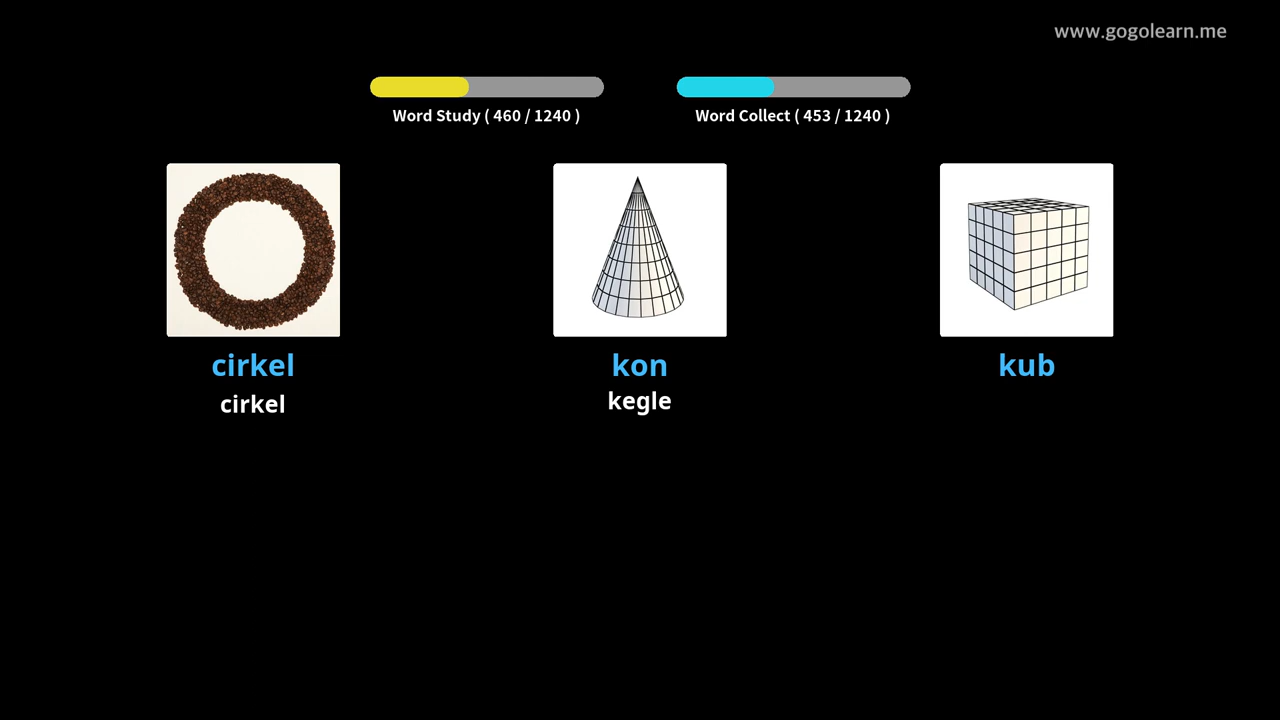 www.gogolearn.me
Word Study ( 460 / 1240 )
Word Collect ( 453 / 1240 )
cirkel
cirkel
kon
kegle
kub